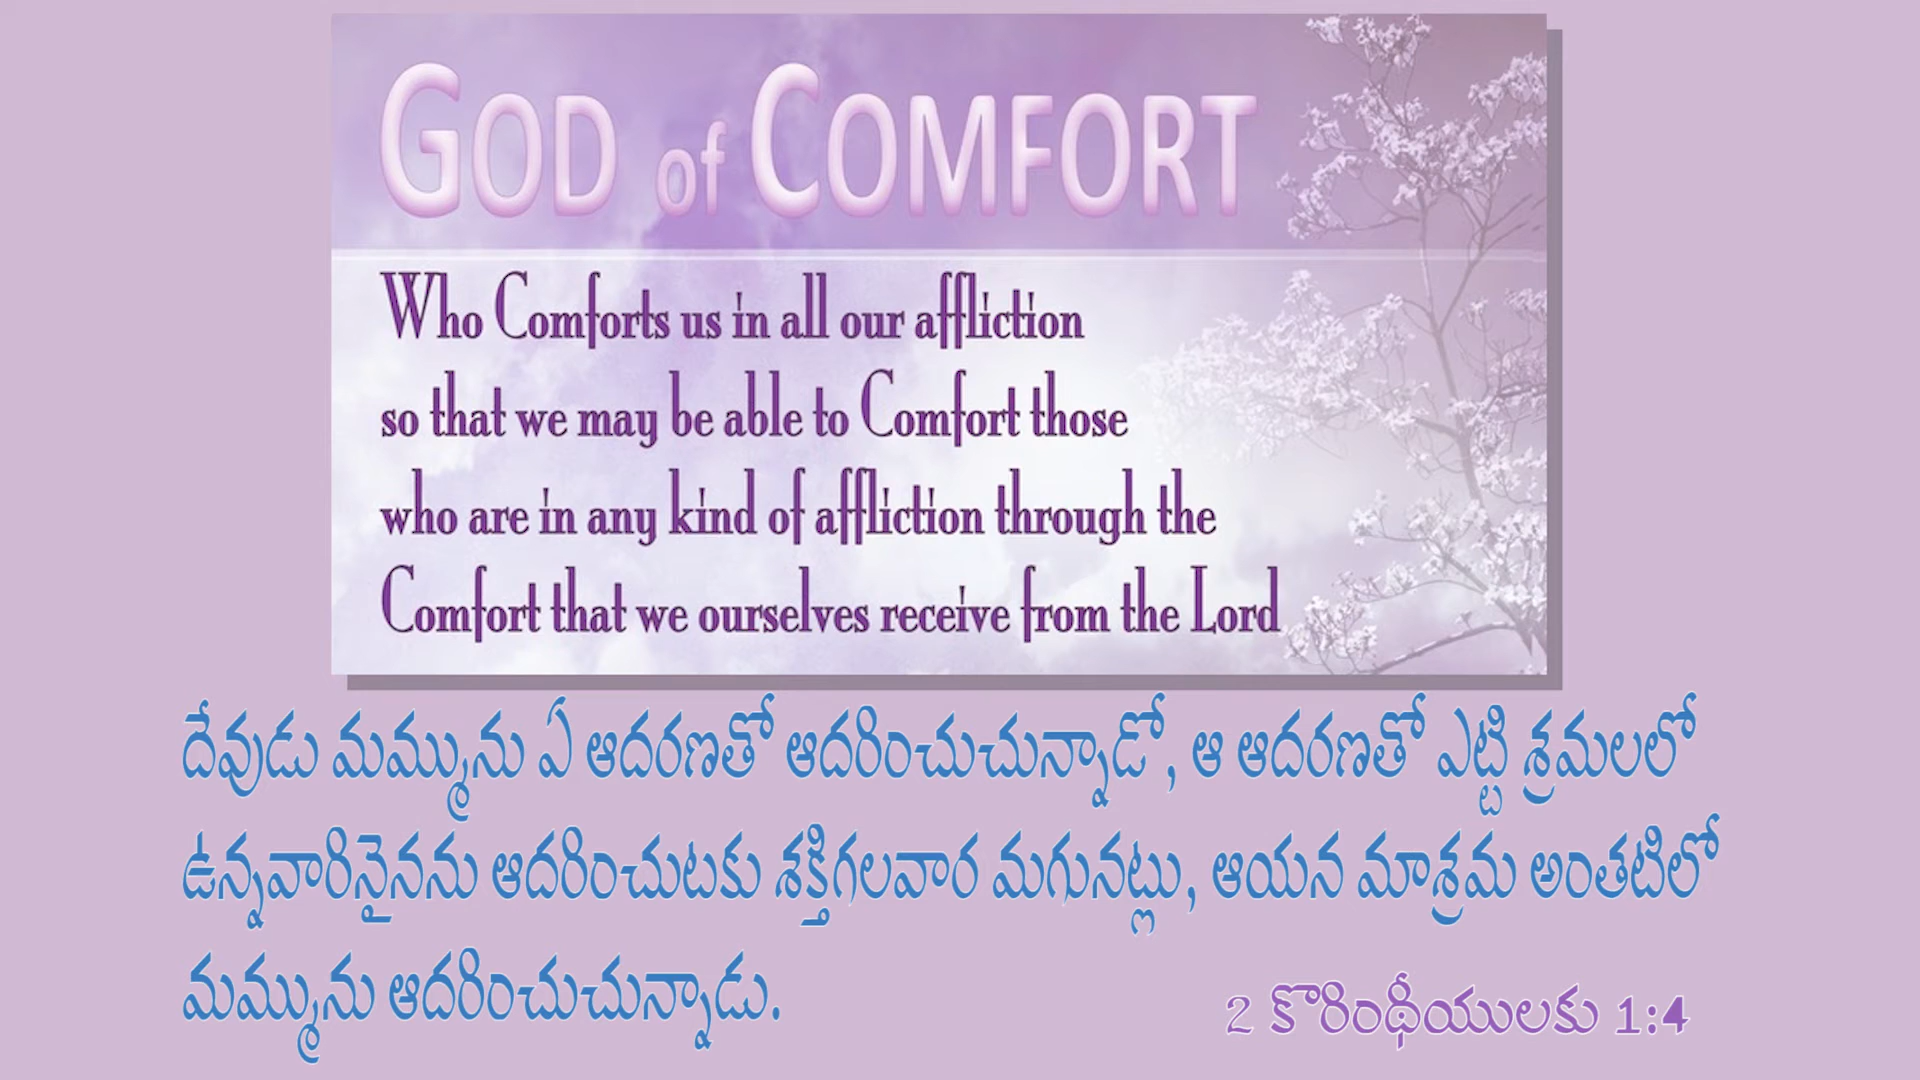 GOD of COMFORT
Who Comforts us in all our affliction
so that we may be able to Comfort those
who are in any kind of affliction through the
Comfort that we ourselves receive from the Lord
దేవుడు మమ్మును ఏ ఆదరణతో ఆదరించుచున్నాడో, ఆ ఆదరణతో ఎట్టి శ్రమలలో
ఉన్నవారినైనను ఆదరించుటకు శక్తిగలవార మగునట్లు, ఆయన మాశ్రమ అంతటిలో
మమ్మును ఆదరించుచున్నాడు.
2 కొరింథీయులకు 1:4